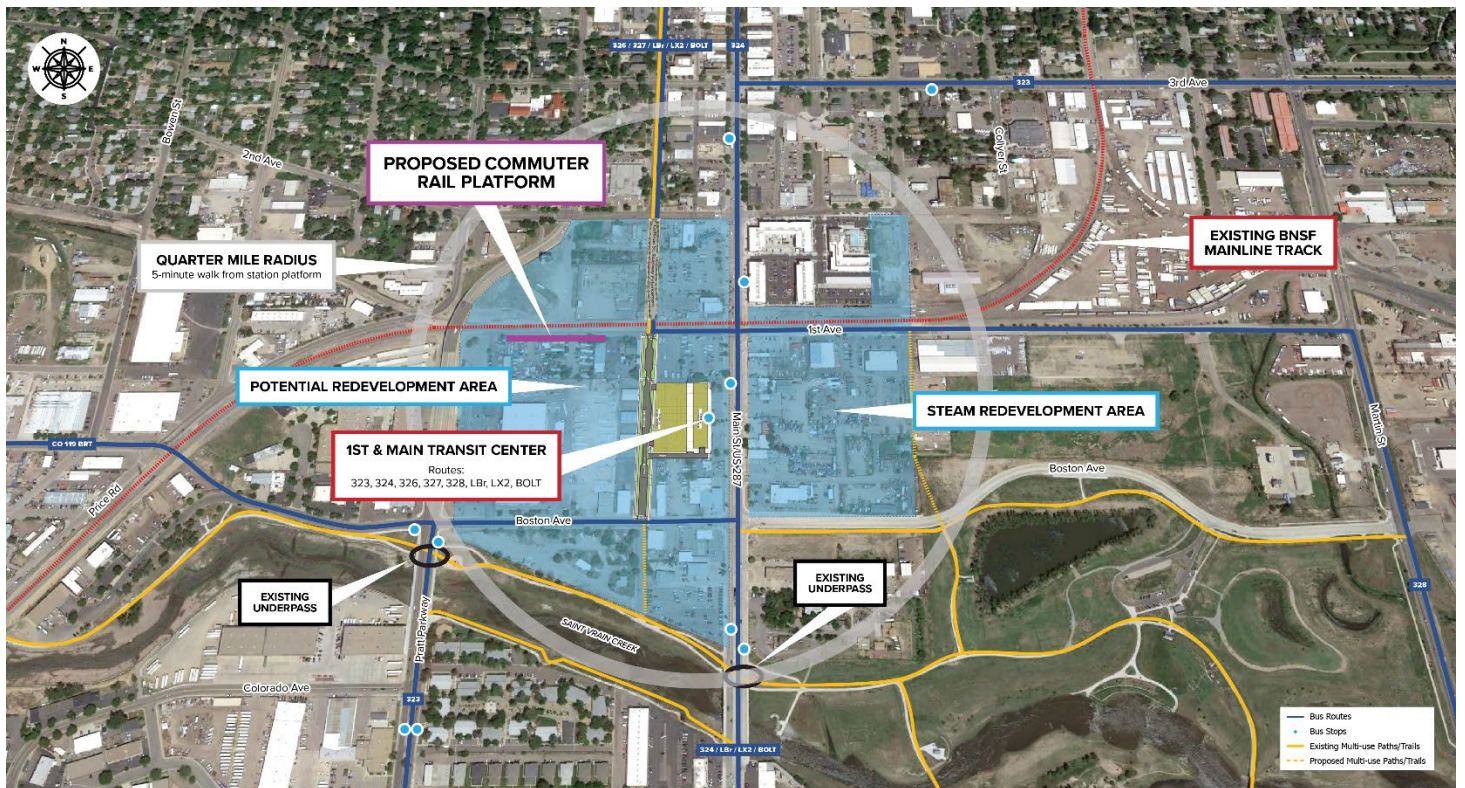 N
W
E
S
326 / 327 / LBr / LX2 / BOLT
324
323
3rd Ave
Bowen St
2nd Ave
Collyer St
PROPOSED COMMUTER
RAIL PLATFORM
QUARTER MILE RADIUS
5-minute walk from station platform
EXISTING BNSF
MAINLINE TRACK
1st Ave
POTENTIAL REDEVELOPMENT AREA
STEAM REDEVELOPMENT AREA
1ST & MAIN TRANSIT CENTER
Routes:
323, 324, 326, 327, 328, LBr, LX2, BOLT
Main St/US 287
Martin St
CO 119 BRT
Price Rd
Boston Ave
Boston Ave
EXISTING
UNDERPASS
EXISTING
UNDERPASS
328
SAINT VRAIN CREEK
Pratt Parkway
Colorado Ave
323
324 / LBr / LX2 / BOLT
Bus Routes
Bus Stops
Existing Multi-use Paths/Trails
Proposed Multi-use Paths/Trails